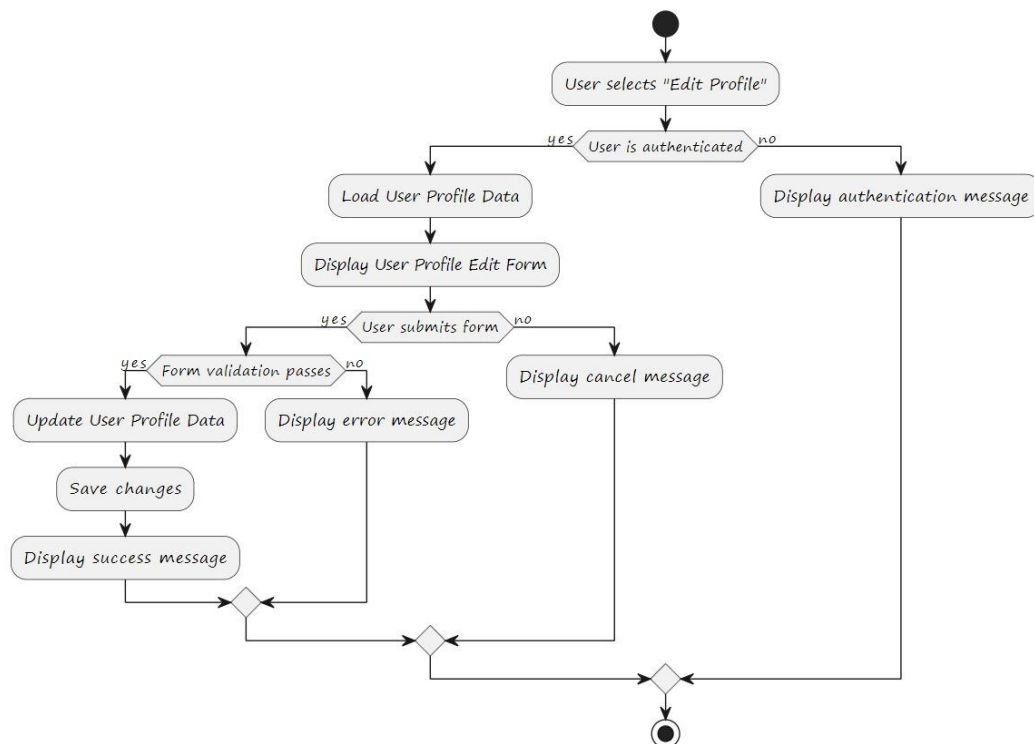 User selects "Edit Profile"
yes
User is authenticated
no
Load User Profile Data
Display authentication message
Display User Profile Edit Form
yes
User submits form
no
yes
Form validation passes
no
Display cancel message
Update User Profile Data
Display error message
Save changes
Display success message